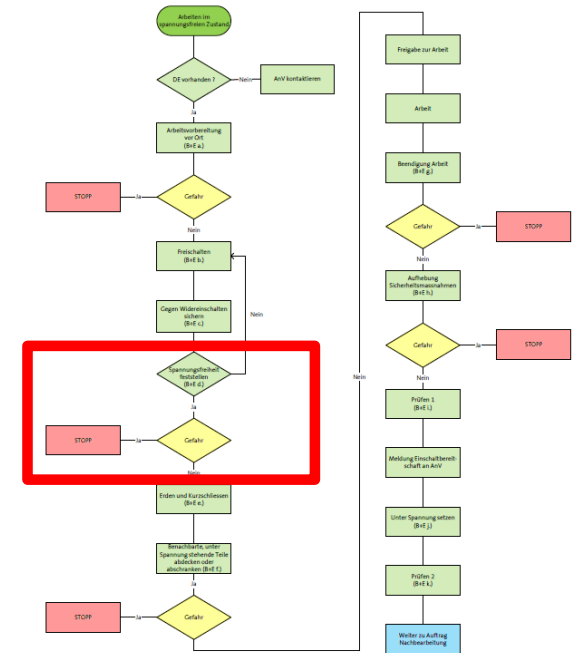 Arbeiten im
spannungsfreien Zustand
DE vorhanden ?
Nein
AnV kontaktieren
Ja
Arbeitsvorbereitung
vor Ort
(B+E a.)
STOPP
Ja
Gefahr
Nein
Freischalten
(B+E b.)
Gegen Widereinschalten
sichern
(B+E c.)
Nein
Spannungsfreiheit
feststellen
(B+E d.)
Ja
STOPP
Ja
Gefahr
Nein
Erden und Kurzschliessen
(B+E e.)
Benachbarte, unter
Spannung stehende Teile
abdecken oder
abschranken (B+E f.)
Ja
STOPP
Ja
Gefahr
Nein
Freigabe zur Arbeit
Arbeit
Beendigung Arbeit
(B+E g.)
Gefahr
Ja
STOPP
Nein
Aufhebung
Sicherheitsmassnahmen
(B+E h.)
Gefahr
Ja
STOPP
Nein
Prüfen 1
(B+E i.)
Meldung Einschaltbereit-
schaft an AnV
Unter Spannung setzen
(B+E j.)
Prüfen 2
(B+E k.)
Weiter zu Auftrag
Nachbearbeitung